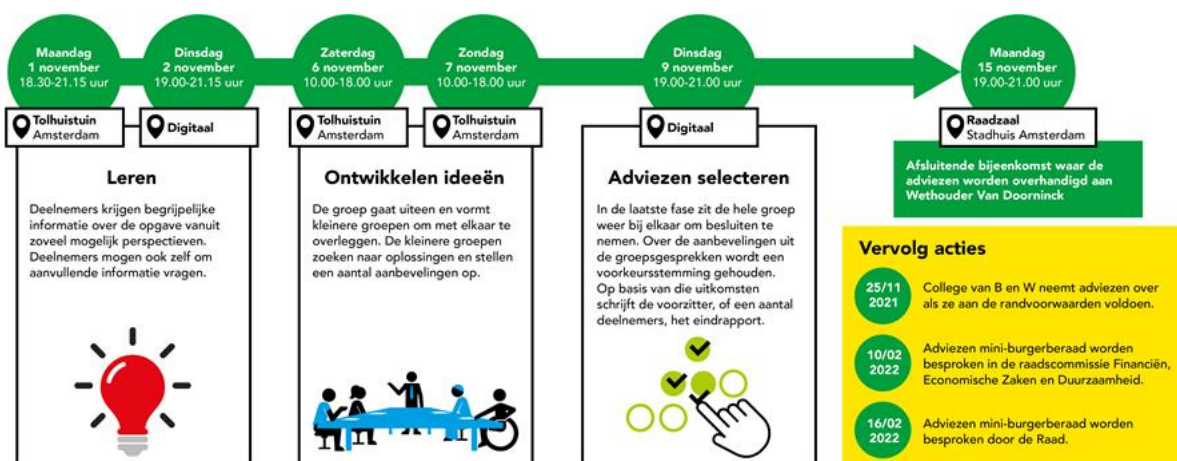 Maandag
1 november
18.30-21.15 uur
Dinsdag
2 november
19.00-21.15 uur
Zaterdag
6 november
10.00-18.00 uur
Zondag
7 november
10.00-18.00 uur
Dinsdag
9 november
19.00-21.00 uur
Maandag
15 november
19.00-21.00 uur
Tolhuistuin
Amsterdam
Digitaal
Tolhuistuin
Amsterdam
Tolhuistuin
Amsterdam
Digitaal
Raadzaal
Stadhuis Amsterdam
Leren
Deelnemers krijgen begrijpelijke
informatie over de opgave vanuit
zoveel mogelijk perspectieven.
Deelnemers mogen ook zelf om
aanvullende informatie vragen.
Ontwikkelen ideeën
De groep gaat uiteen en vormt
kleinere groepen om met elkaar te
overleggen. De kleinere groepen
zoeken naar oplossingen en stellen
een aantal aanbevelingen op.
Adviezen selecteren
In de laatste fase zit de hele groep
weer bij elkaar om besluiten te
nemen. Over de aanbevelingen uit
de groepsgesprekken wordt een
voorkeursstemming gehouden.
Op basis van die uitkomsten
schrijft de voorzitter, of een aantal
deelnemers, het eindrapport.
Afsluitende bijeenkomst waar de
adviezen worden overhandigd aan
Wethouder Van Doorninck
Vervolg acties
25/11
2021
College van B en W neemt adviezen over
als ze aan de randvoorwaarden voldoen.
10/02
2022
Adviezen mini-burgerberaad worden
besproken in de raadscommissie Financiën,
Economische Zaken en Duurzaamheid.
16/02
2022
Adviezen mini-burgerberaad worden
besproken door de Raad.